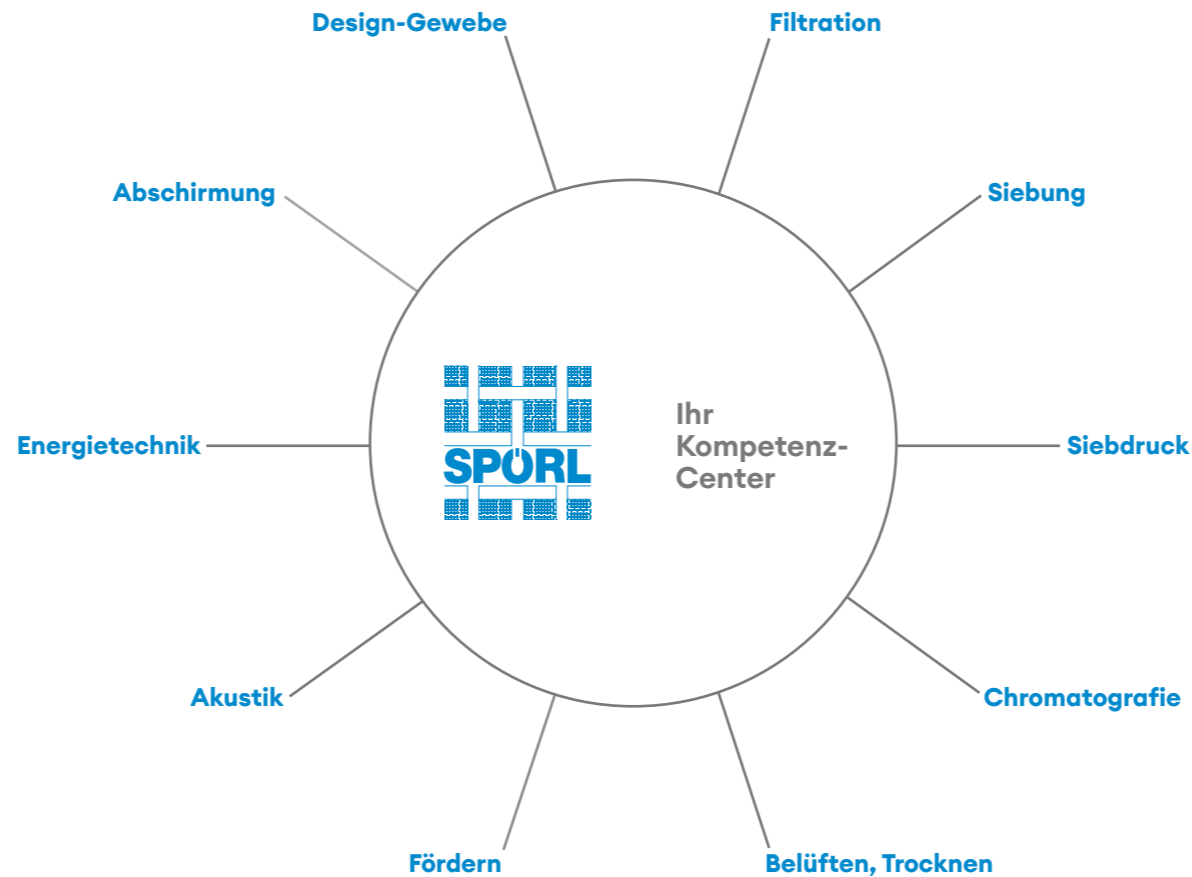 Design-Gewebe
Filtration
Abschirmung
Siebung
Energietechnik
SPÖRL
Ihr
Kompetenz-
Center
Siebdruck
Akustik
Chromatografie
Fördern
Belüften, Trocknen